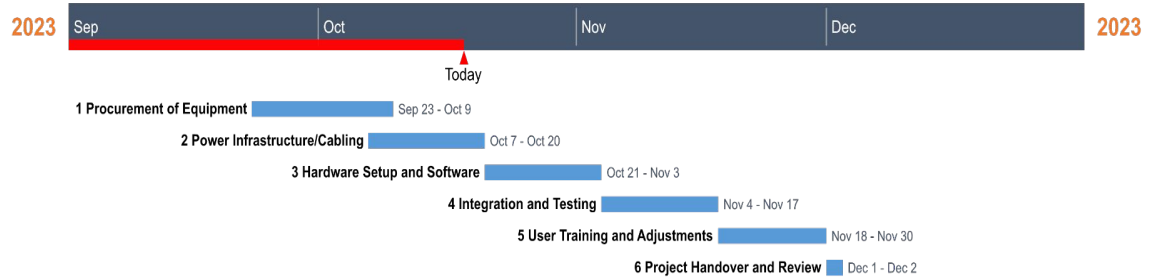 2023 Sep Oct Nov Dec 2023
Today
1 Procurement of Equipment Sep 23 - Oct 9
2 Power Infrastructure/Cabling Oct 7 - Oct 20
3 Hardware Setup and Software Oct 21 - Nov 3
4 Integration and Testing Nov 4 - Nov 17
5 User Training and Adjustments Nov 18 - Nov 30
6 Project Handover and Review Dec 1 - Dec 2